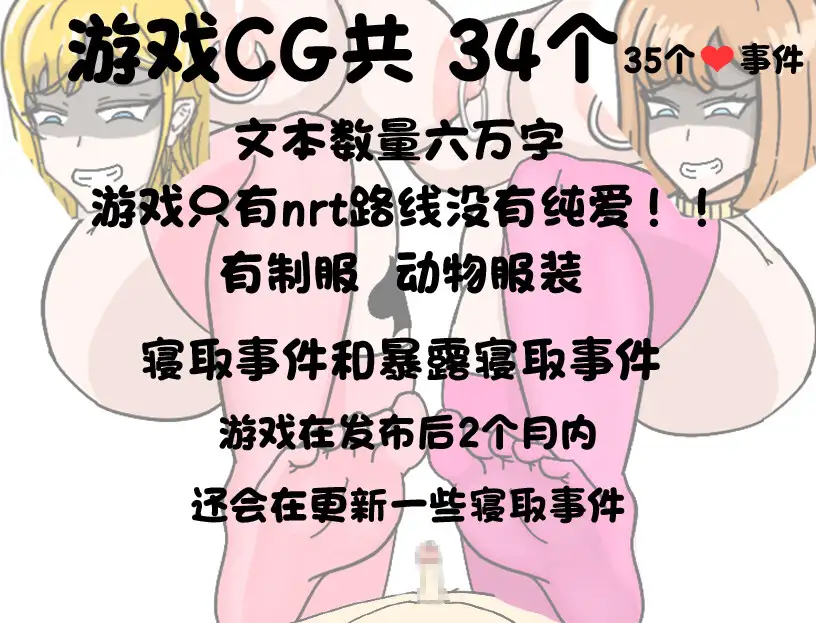 游戏CG共 34个
35个❤事件
文本数量六万字
游戏只有nrt路线没有纯爱！！
有制服 动物服装
寝取事件和暴露寝取事件
游戏在发布后2个月内
还会在更新一些寝取事件